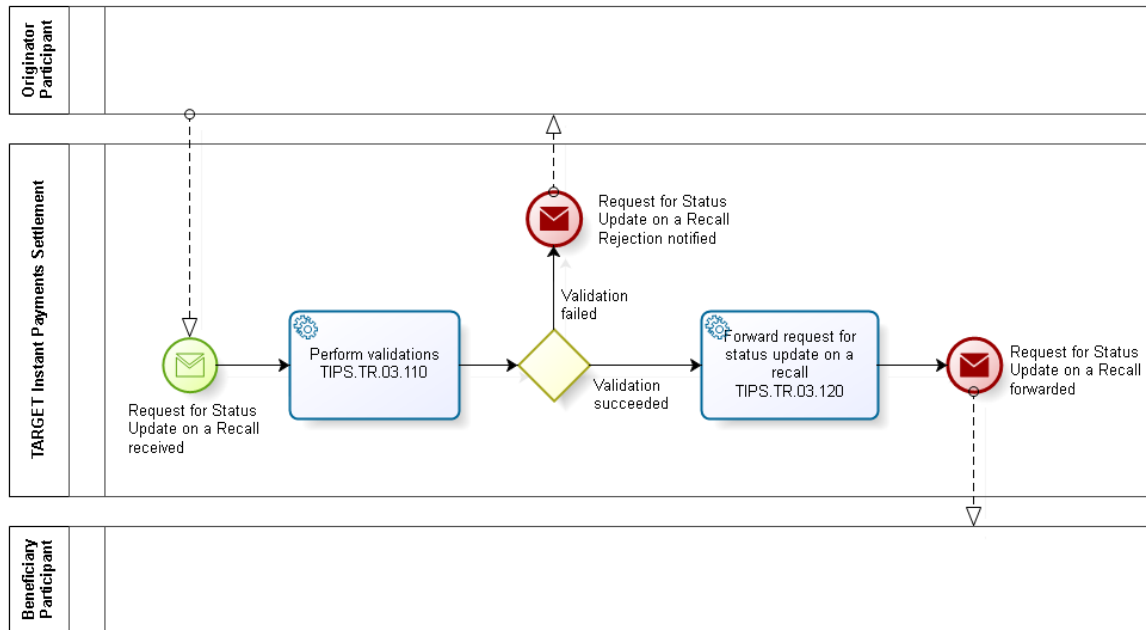 Originator
Participant
TARGET Instant Payments Settlement
Request for Status
Update on a Recall
Rejection notified
Validation
failed
Perform validations
TIPS.TR.03.110
Forward request for
status update on a
recall
TIPS.TR.03.120
Request for Status
Update on a Recall
forwarded
Validation
succeeded
Request for Status
Update on a Recall
received
Beneficiary
Participant